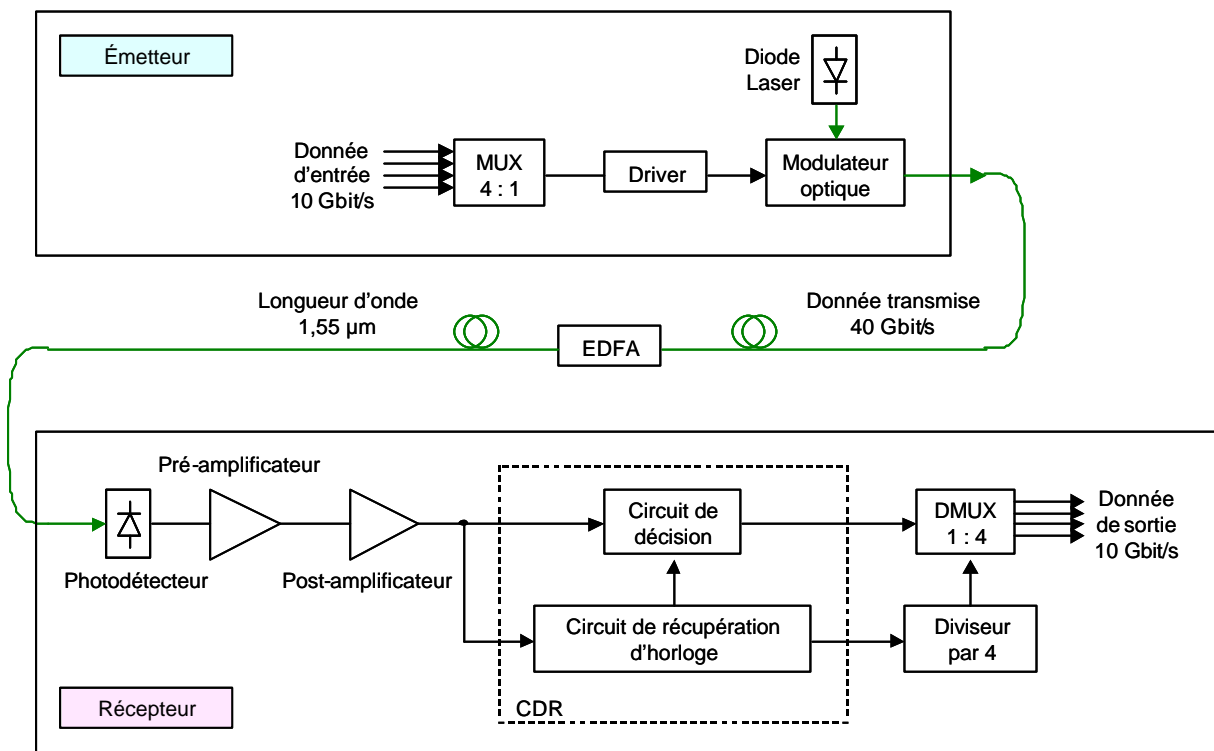 Émetteur
Diode
Laser
Donnée
d'entrée
10 Gbit/s
MUX
4 : 1
Driver
Modulateur
optique
Longueur d'onde
1,55 µm
EDFA
Donnée transmise
40 Gbit/s
Pré-amplificateur
Photodétecteur
Post-amplificateur
Circuit de
décision
Circuit de récupération
d'horloge
CDR
DMUX
1 : 4
Diviseur
par 4
Donnée
de sortie
10 Gbit/s
Récepteur